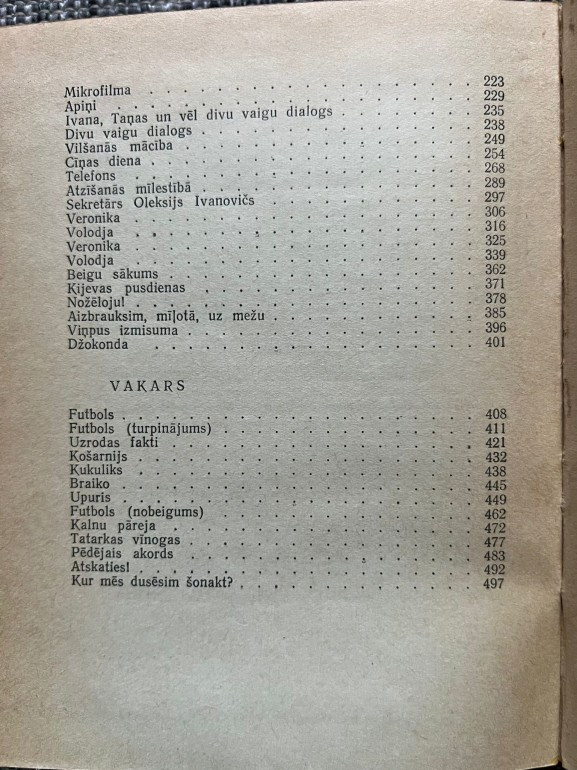 Mikrofilma . . . . . . . . . . . . . . . 223
Apiņi . . . . . . . . . . . . . . . 229
Ivana, Taņas un vēl divu vaigu dialogs . . . . . . 235
Divu vaigu dialogs . . . . . . . . . . . . 238
Vilšanās mācība . . . . . . . . . . . . . 249
Cīņas diena . . . . . . . . . . . . . . 254
Telefons . . . . . . . . . . . . . . . 268
Atzīšanās mīlestībā . . . . . . . . . . . . 289
Sekretārs Oleksijs Ivanovičs . . . . . . . . . 297
Veronika . . . . . . . . . . . . . . . 306
Volodja . . . . . . . . . . . . . . . 316
Veronika . . . . . . . . . . . . . . . 325
Volodja . . . . . . . . . . . . . . . 339
Beigu sākums . . . . . . . . . . . . . . 362
Ķijevas pusdienas . . . . . . . . . . . . 371
Nožēloju! . . . . . . . . . . . . . . . 378
Aizbrauksim, mīļotā, uz mežu . . . . . . . . . 385
Viņpus izmisuma . . . . . . . . . . . . . 396
Džokonda . . . . . . . . . . . . . . 401
VAKARS
Futbols . . . . . . . . . . . . . . . 408
Futbols (turpinājums) . . . . . . . . . . . 411
Uzrodas fakti . . . . . . . . . . . . . . 421
Košarnijs . . . . . . . . . . . . . . . 432
Kukuliks . . . . . . . . . . . . . . . 438
Braiko . . . . . . . . . . . . . . . 445
Upuris . . . . . . . . . . . . . . . 449
Futbols (nobeigums) . . . . . . . . . . . . 462
Kalnu pāreja . . . . . . . . . . . . . . 472
Tatarkas vīnogas . . . . . . . . . . . . . 477
Pēdējais akords . . . . . . . . . . . . . 483
Atskaties! . . . . . . . . . . . . . . 492
Kur mēs dusēsim šonakt? . . . . . . . . . . 497